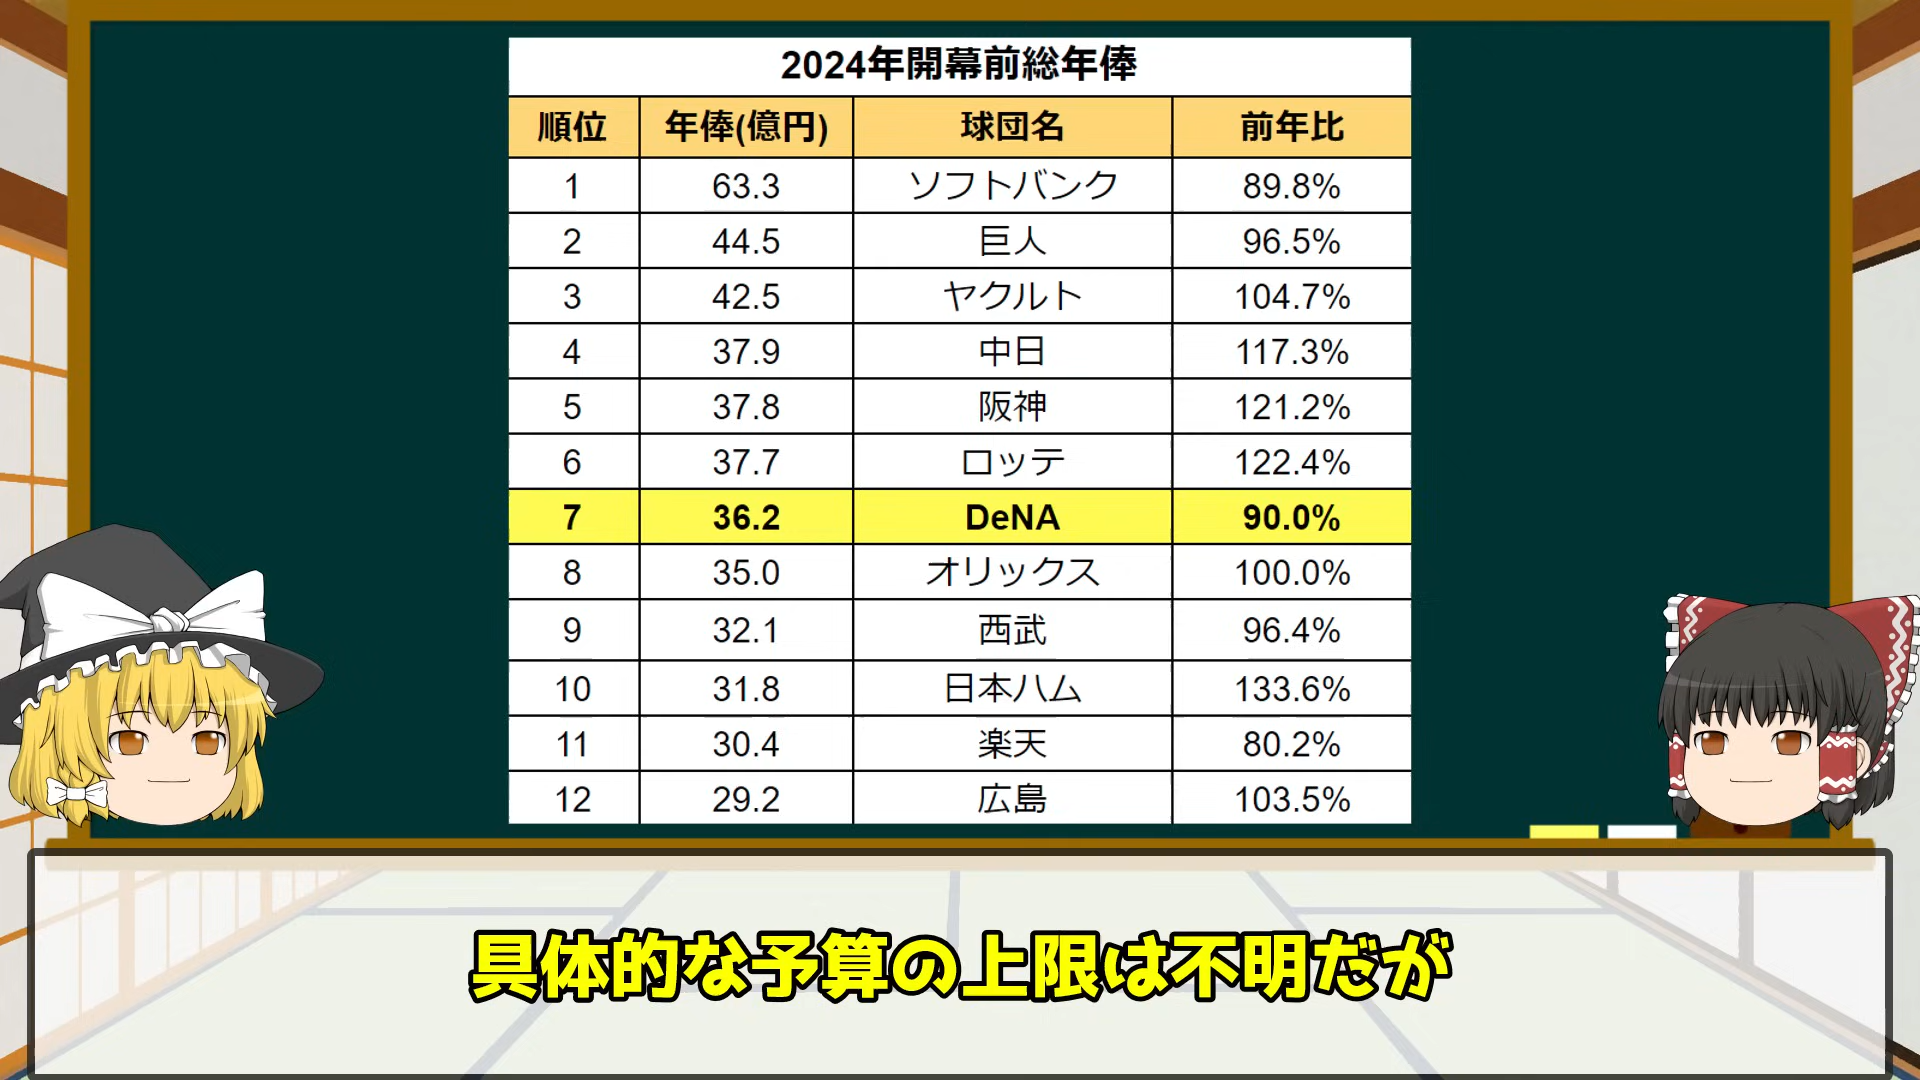 2024年開幕前総年俸
順位 年俸(億円) 球団名 前年比
1 63.3 ソフトバンク 89.8%
2 44.5 巨人 96.5%
3 42.5 ヤクルト 104.7%
4 37.9 中日 117.3%
5 37.8 阪神 121.2%
6 37.7 ロッテ 122.4%
7 36.2 DeNA 90.0%
8 35.0 オリックス 100.0%
9 32.1 西武 96.4%
10 31.8 日本ハム 133.6%
11 30.4 楽天 80.2%
12 29.2 広島 103.5%
具体的な予算の上限は不明だが